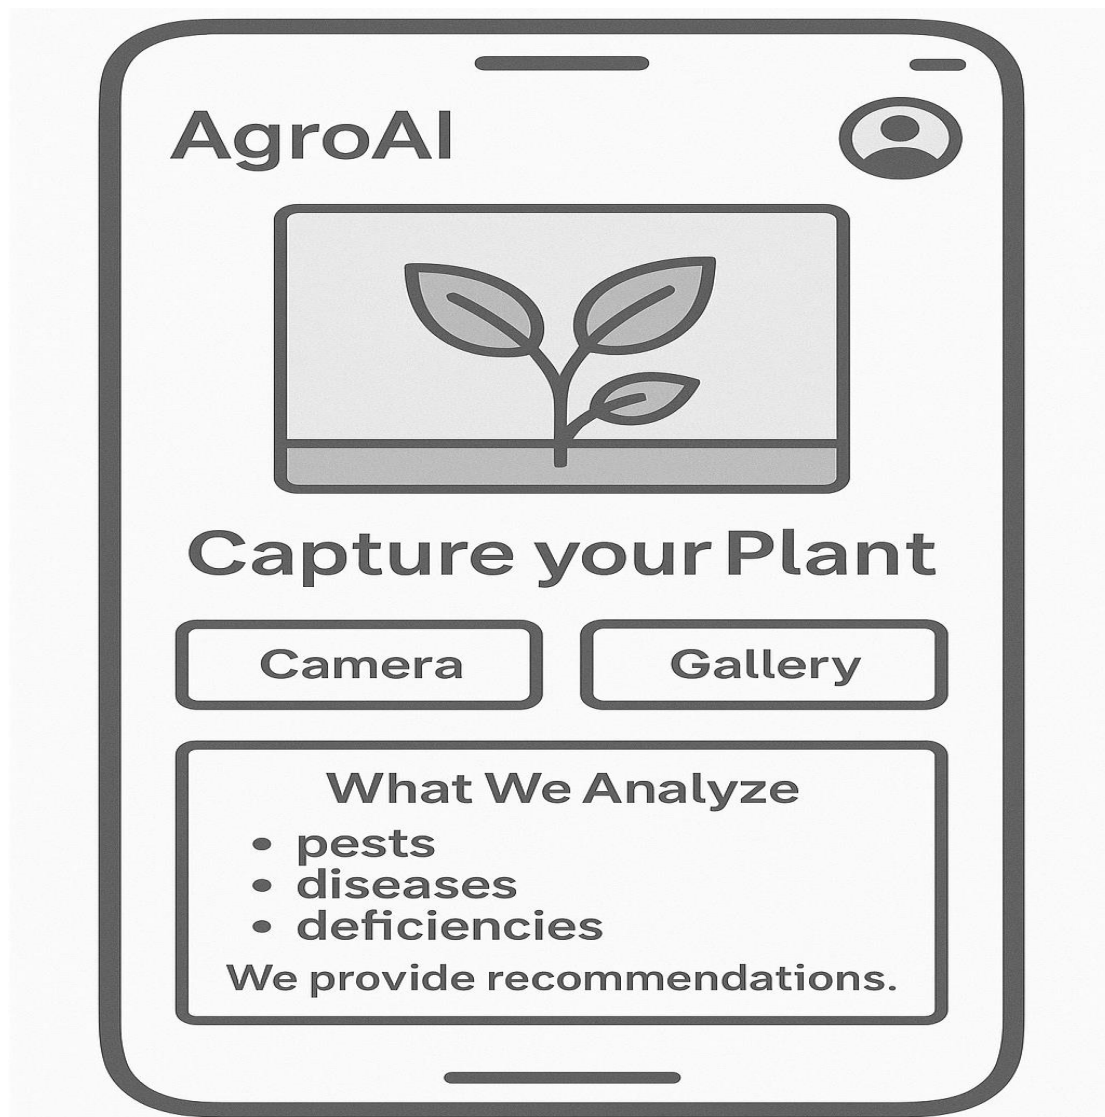 AgroAI
Capture your Plant
Camera
Gallery
What We Analyze
• pests
• diseases
• deficiencies
We provide recommendations.